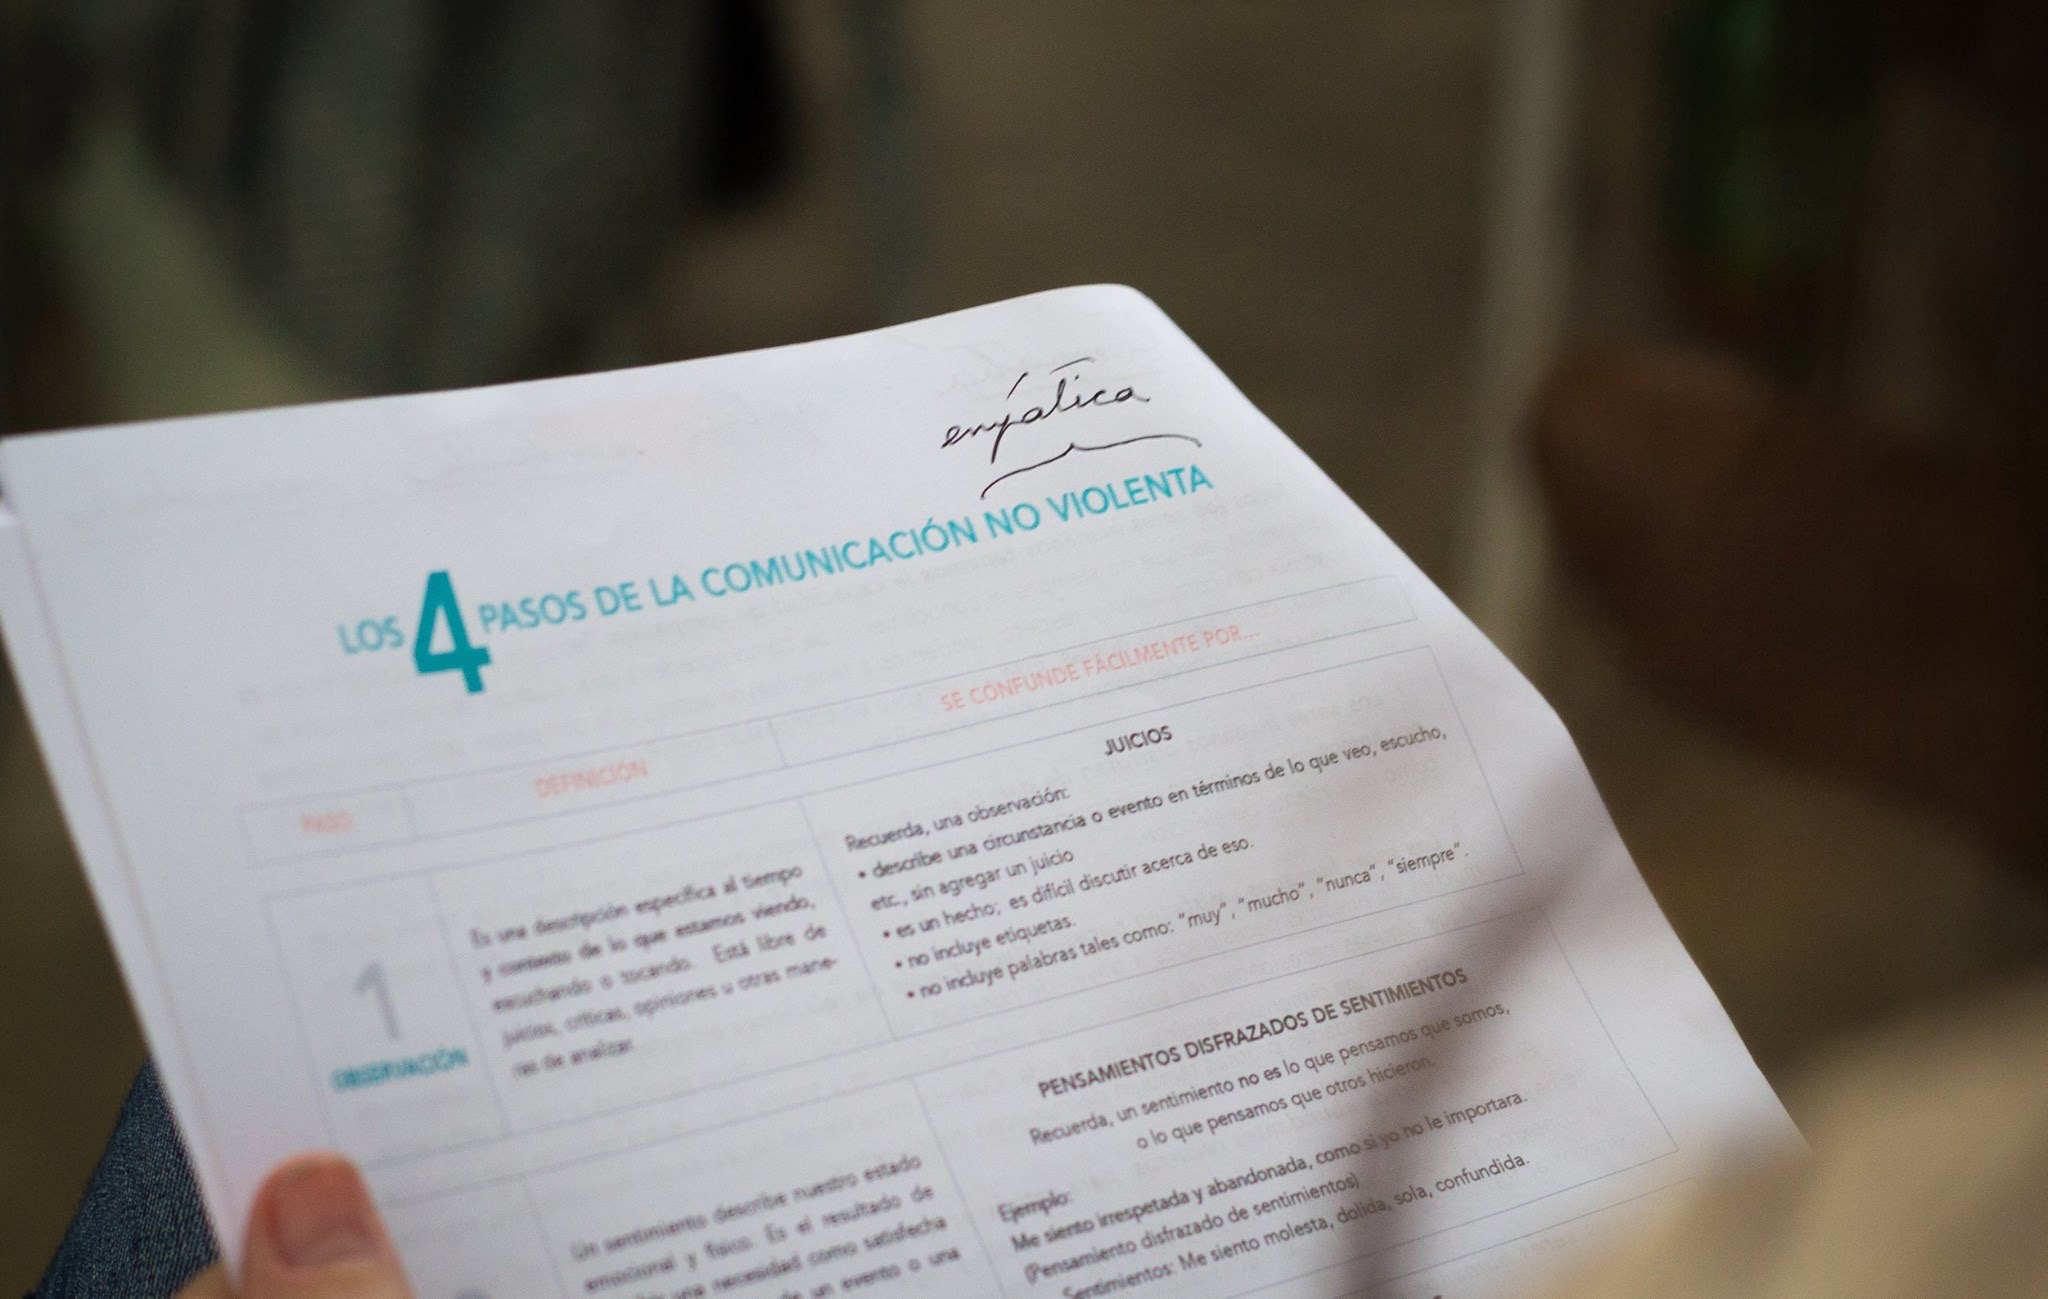 empática
LOS 4 PASOS DE LA COMUNICACIÓN NO VIOLENTA
PASO
DEFINICIÓN
SE CONFUNDE FÁCILMENTE POR...
1
OBSERVACIÓN
Es una descripción específica al tiempo
y contexto de lo que estamos viendo,
escuchando o tocando. Está libre de
juicios, críticas, opiniones u otras mane-
ras de analizar.
JUICIOS
Recuerda, una observación:
• describe una circunstancia o evento en términos de lo que veo, escucho,
etc., sin agregar un juicio
• es un hecho; es difícil discutir acerca de eso.
• no incluye etiquetas.
• no incluye palabras tales como: "muy", "mucho", "nunca", "siempre".
Un sentimiento describe nuestro estado
emocional y físico. Es el resultado de
una necesidad como satisfecha
de un evento o una
PENSAMIENTOS DISFRAZADOS DE SENTIMIENTOS
Recuerda, un sentimiento no es lo que pensamos que somos,
o lo que pensamos que otros hicieron.
Ejemplo:
Me siento irrespetada y abandonada, como si yo no le importara.
(Pensamiento disfrazado de sentimientos)
Sentimientos: Me siento molesta, dolida, sola, confundida.